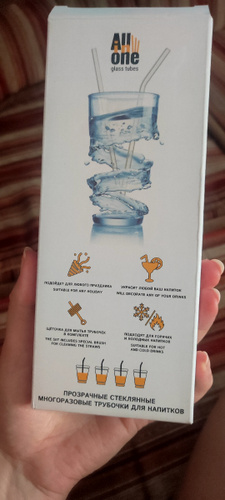 All
in
one
glass tubes
ПОДОЙДЕТ ДЛЯ ЛЮБОГО ПРАЗДНИКА
SUITABLE FOR ANY HOLIDAY
УКРАСИТ ЛЮБОЙ ВАШ НАПИТОК
WILL DECORATE ANY OF YOUR DRINKS
ЩЕТОЧКА ДЛЯ МЫТЬЯ ТРУБОЧЕК
В КОМПЛЕКТЕ
THE SET INCLUDES SPECIAL BRUSH
FOR CLEANING THE STRAWS
ПОДХОДЯТ ДЛЯ ГОРЯЧИХ
И ХОЛОДНЫХ НАПИТКОВ
SUITABLE FOR HOT
AND COLD DRINKS
ПРОЗРАЧНЫЕ СТЕКЛЯННЫЕ
МНОГОРАЗОВЫЕ ТРУБОЧКИ ДЛЯ НАПИТКОВ